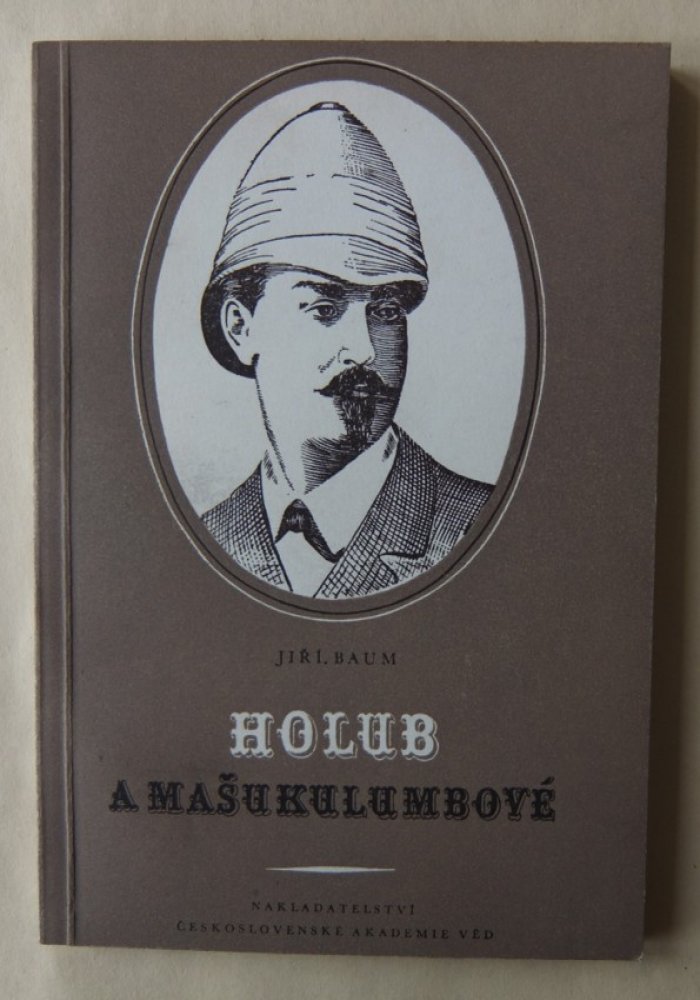 JIŘÍ BAUM
HOLUB
A MAŠUKULUMBOVÉ
NAKLADATELSTVÍ
ČESKOSLOVENSKÉ AKADEMIE VĚD